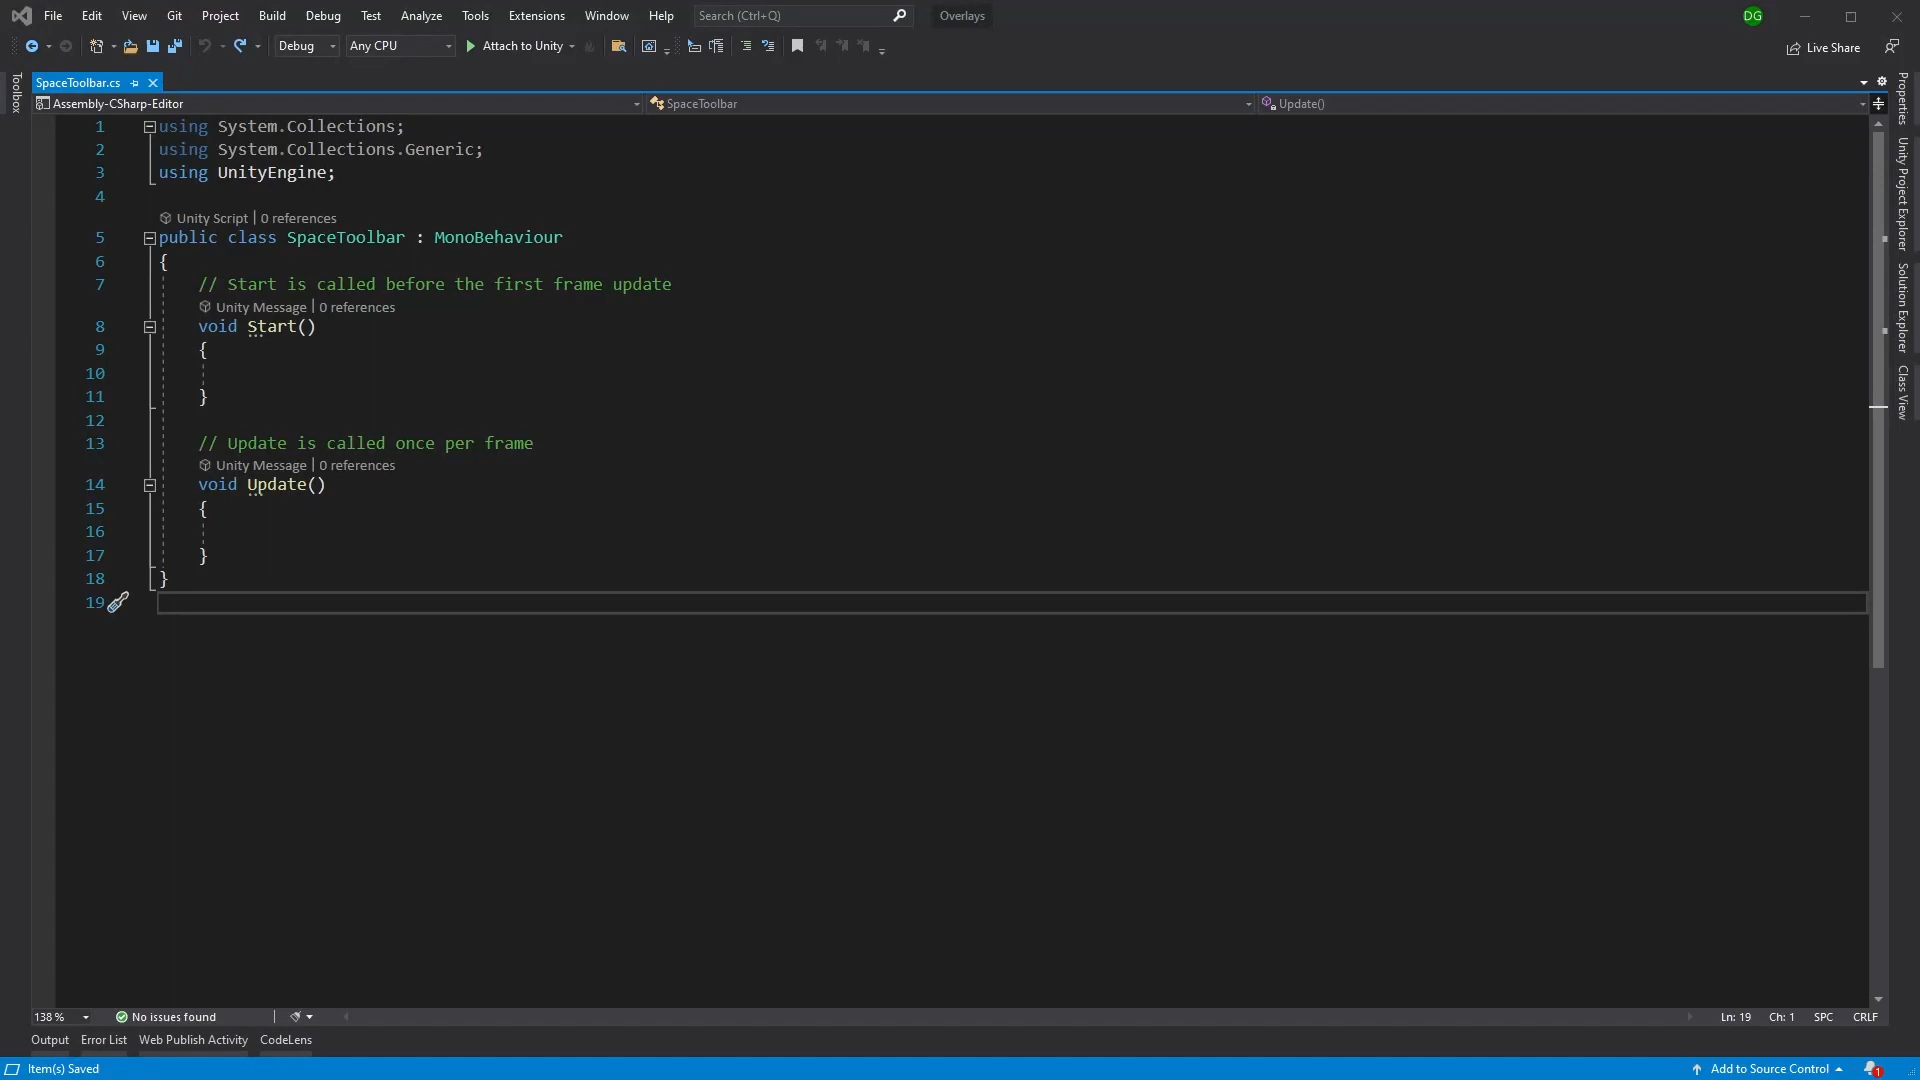 File Edit View Git Project Build Debug Test Analyze Tools Extensions Window Help Search (Ctrl+Q) Overlays DG
Debug Any CPU Attach to Unity Live Share
Toolbox
SpaceToolbar.cs
Assembly-CSharp-Editor SpaceToolbar Update()
Properties
Unity Project Explorer
Solution Explorer
Class View
1 using System.Collections;
2 using System.Collections.Generic;
3 using UnityEngine;
4
Unity Script | 0 references
5 public class SpaceToolbar : MonoBehaviour
6 {
7 // Start is called before the first frame update
Unity Message | 0 references
8 void Start()
9 {
10
11 }
12
13 // Update is called once per frame
Unity Message | 0 references
14 void Update()
15 {
16
17 }
18 }
19
138 % No issues found Ln: 19 Ch: 1 SPC CRLF
Output Error List Web Publish Activity CodeLens
Item(s) Saved Add to Source Control 1